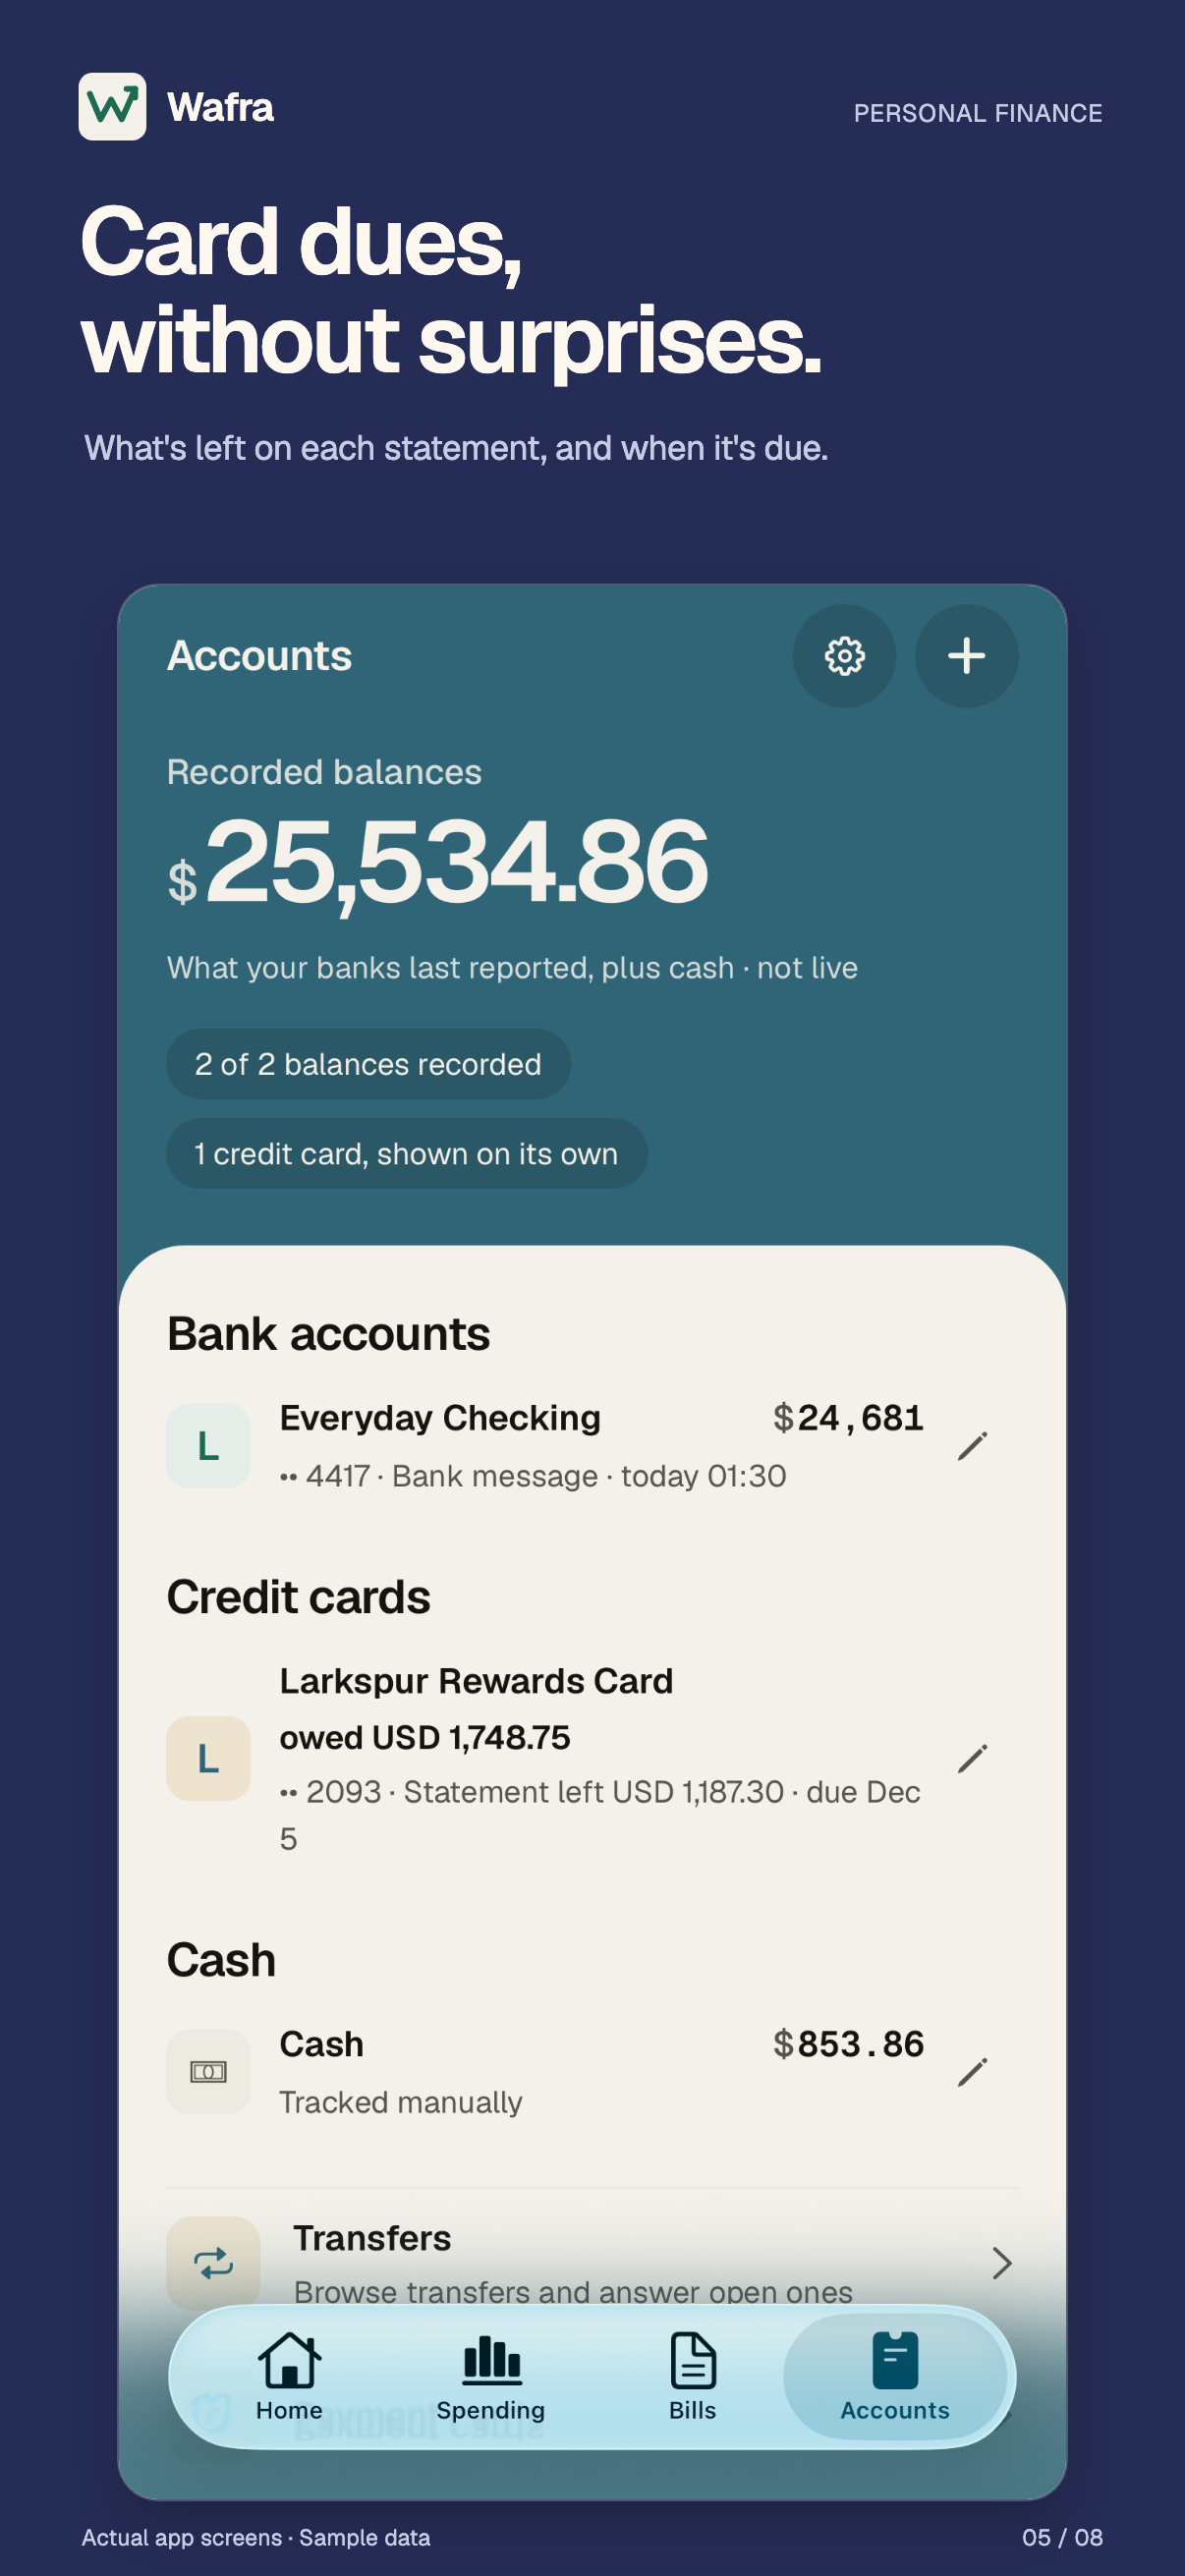 Wafra
PERSONAL FINANCE
Card dues,
without surprises.
What's left on each statement, and when it's due.
Accounts
Recorded balances
$25,534.86
What your banks last reported, plus cash · not live
2 of 2 balances recorded
1 credit card, shown on its own
Bank accounts
L
Everyday Checking
$24,681
•• 4417 · Bank message · today 01:30
Credit cards
Larkspur Rewards Card
L
owed USD 1,748.75
•• 2093 · Statement left USD 1,187.30 · due Dec
5
Cash
Cash
$853.86
Tracked manually
Transfers
Browse transfers and answer open ones
Home
Spending
Bills
Accounts
Actual app screens · Sample data
05 / 08